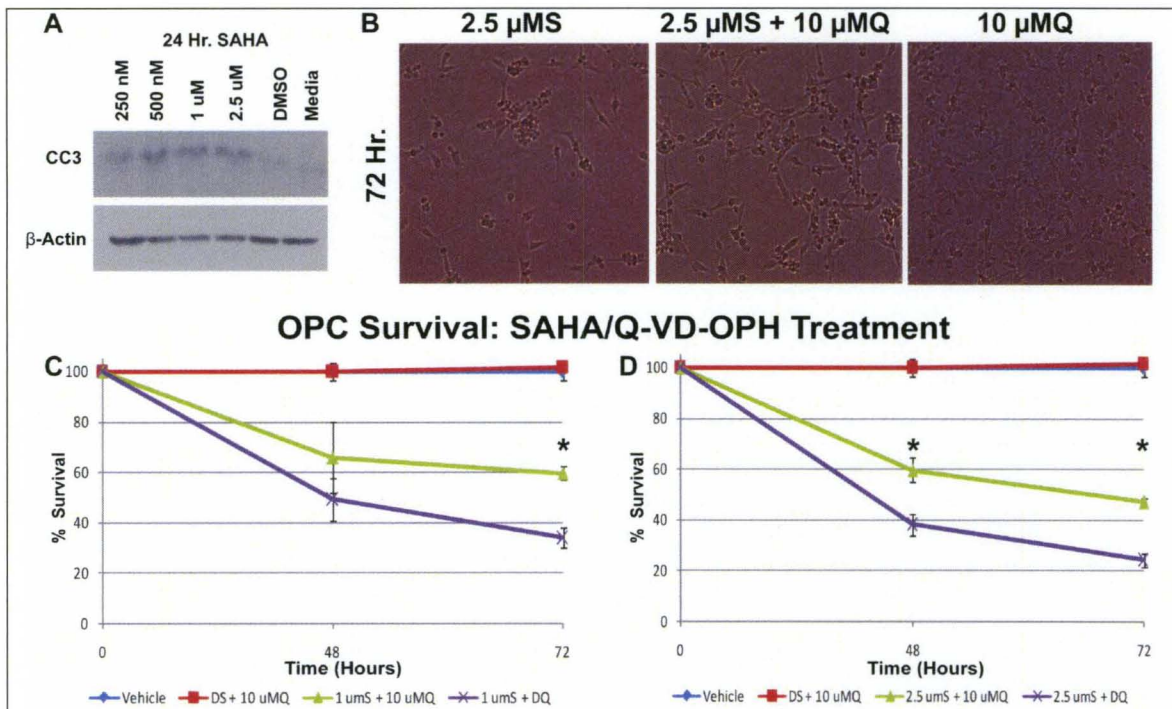 A
24 Hr. SAHA
250 nM
500 nM
1 uM
2.5 uM
DMSO
Media
CC3
β-Actin
B
2.5 µMS
2.5 µMS + 10 µMQ
10 µMQ
72 Hr.
OPC Survival: SAHA/Q-VD-OPH Treatment
C
% Survival
100
80
60
40
20
0
*
0
48
72
Time (Hours)
Vehicle
DS + 10 uMQ
1 umS + 10 uMQ
1 umS + DQ
D
% Survival
100
80
60
40
20
0
*
*
0
48
72
Time (Hours)
Vehicle
DS + 10 uMQ
2.5 umS + 10 uMQ
2.5 umS + DQ